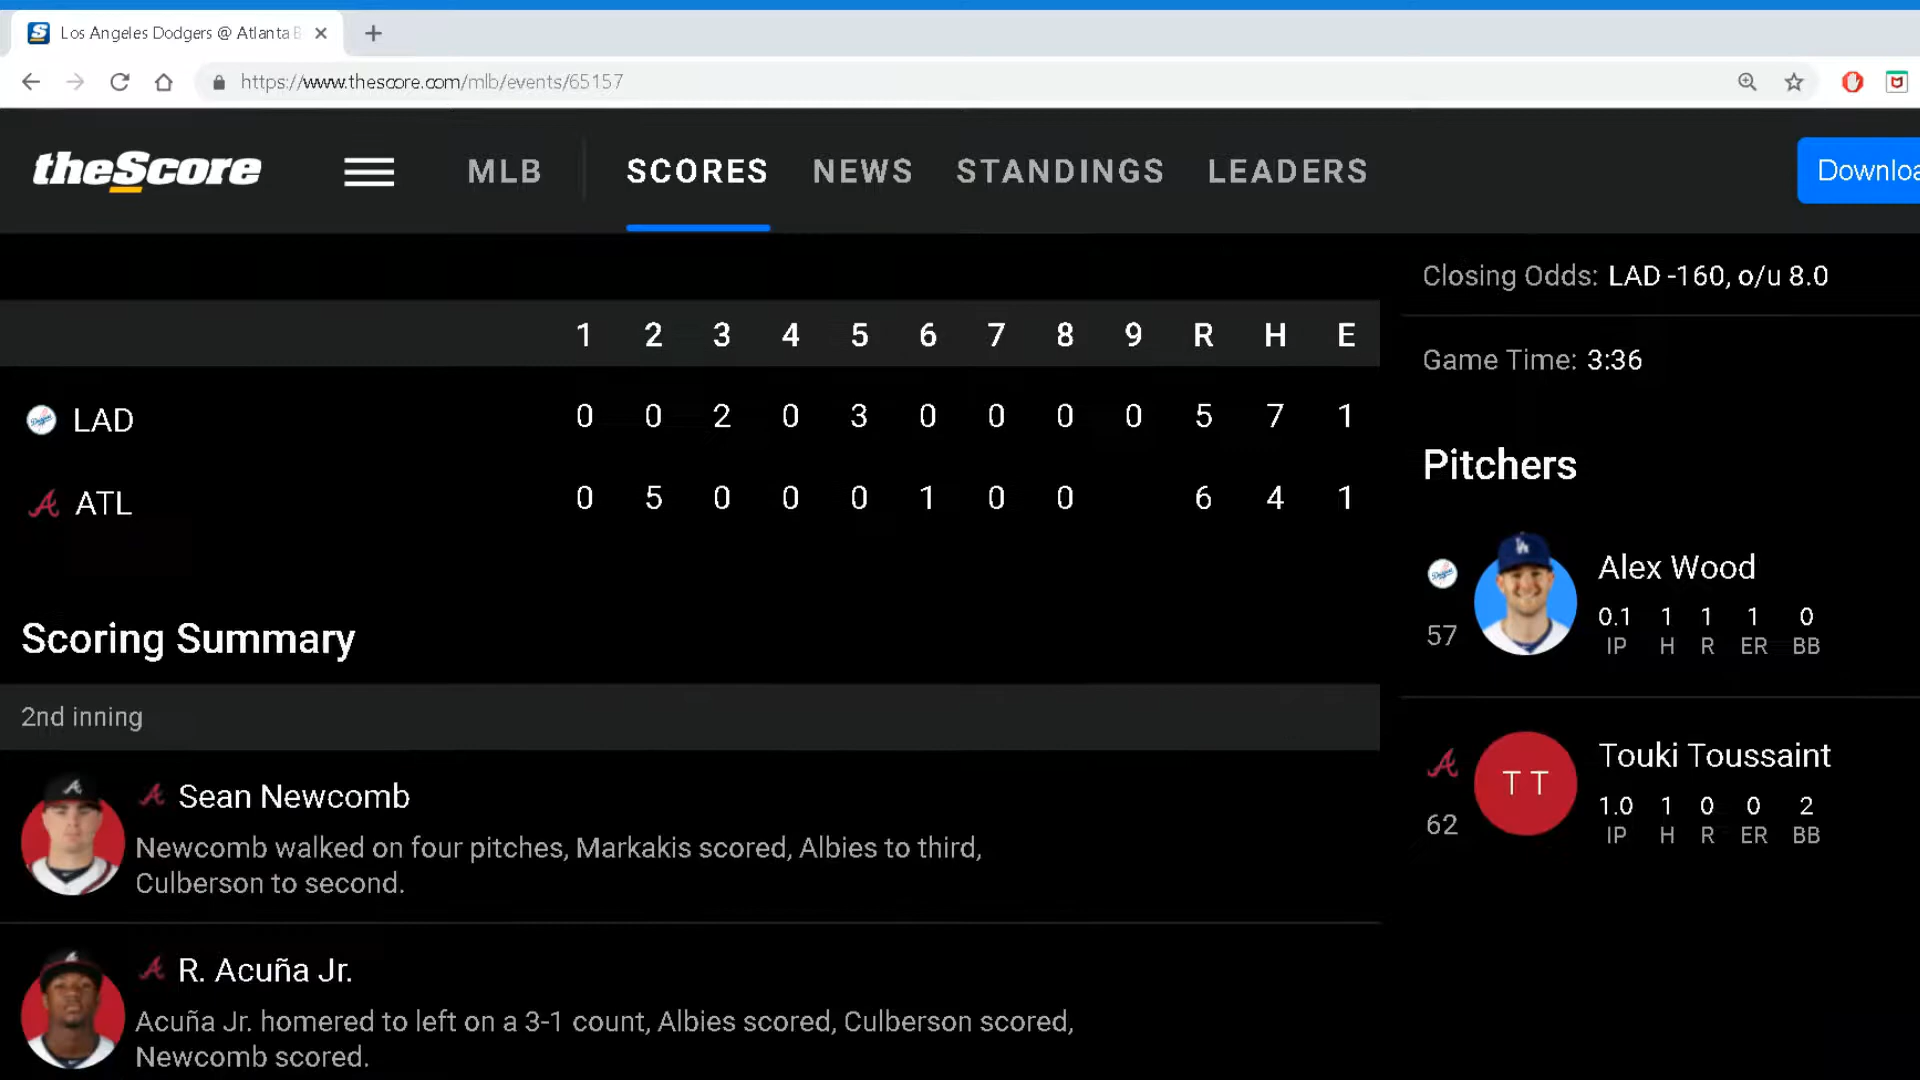 Los Angeles Dodgers @ Atlanta B
https://www.thescore.com/mlb/events/65157
theScore MLB SCORES NEWS STANDINGS LEADERS Downloa
1 2 3 4 5 6 7 8 9 R H E
LAD 0 0 2 0 3 0 0 0 0 5 7 1
ATL 0 5 0 0 0 1 0 0 6 4 1
Scoring Summary
2nd inning
Sean Newcomb
Newcomb walked on four pitches, Markakis scored, Albies to third,
Culberson to second.
R. Acuña Jr.
Acuña Jr. homered to left on a 3-1 count, Albies scored, Culberson scored,
Newcomb scored.
Closing Odds: LAD -160, o/u 8.0
Game Time: 3:36
Pitchers
Alex Wood
57
0.1 1 1 1 0
IP H R ER BB
Touki Toussaint
T T
62
1.0 1 0 0 2
IP H R ER BB